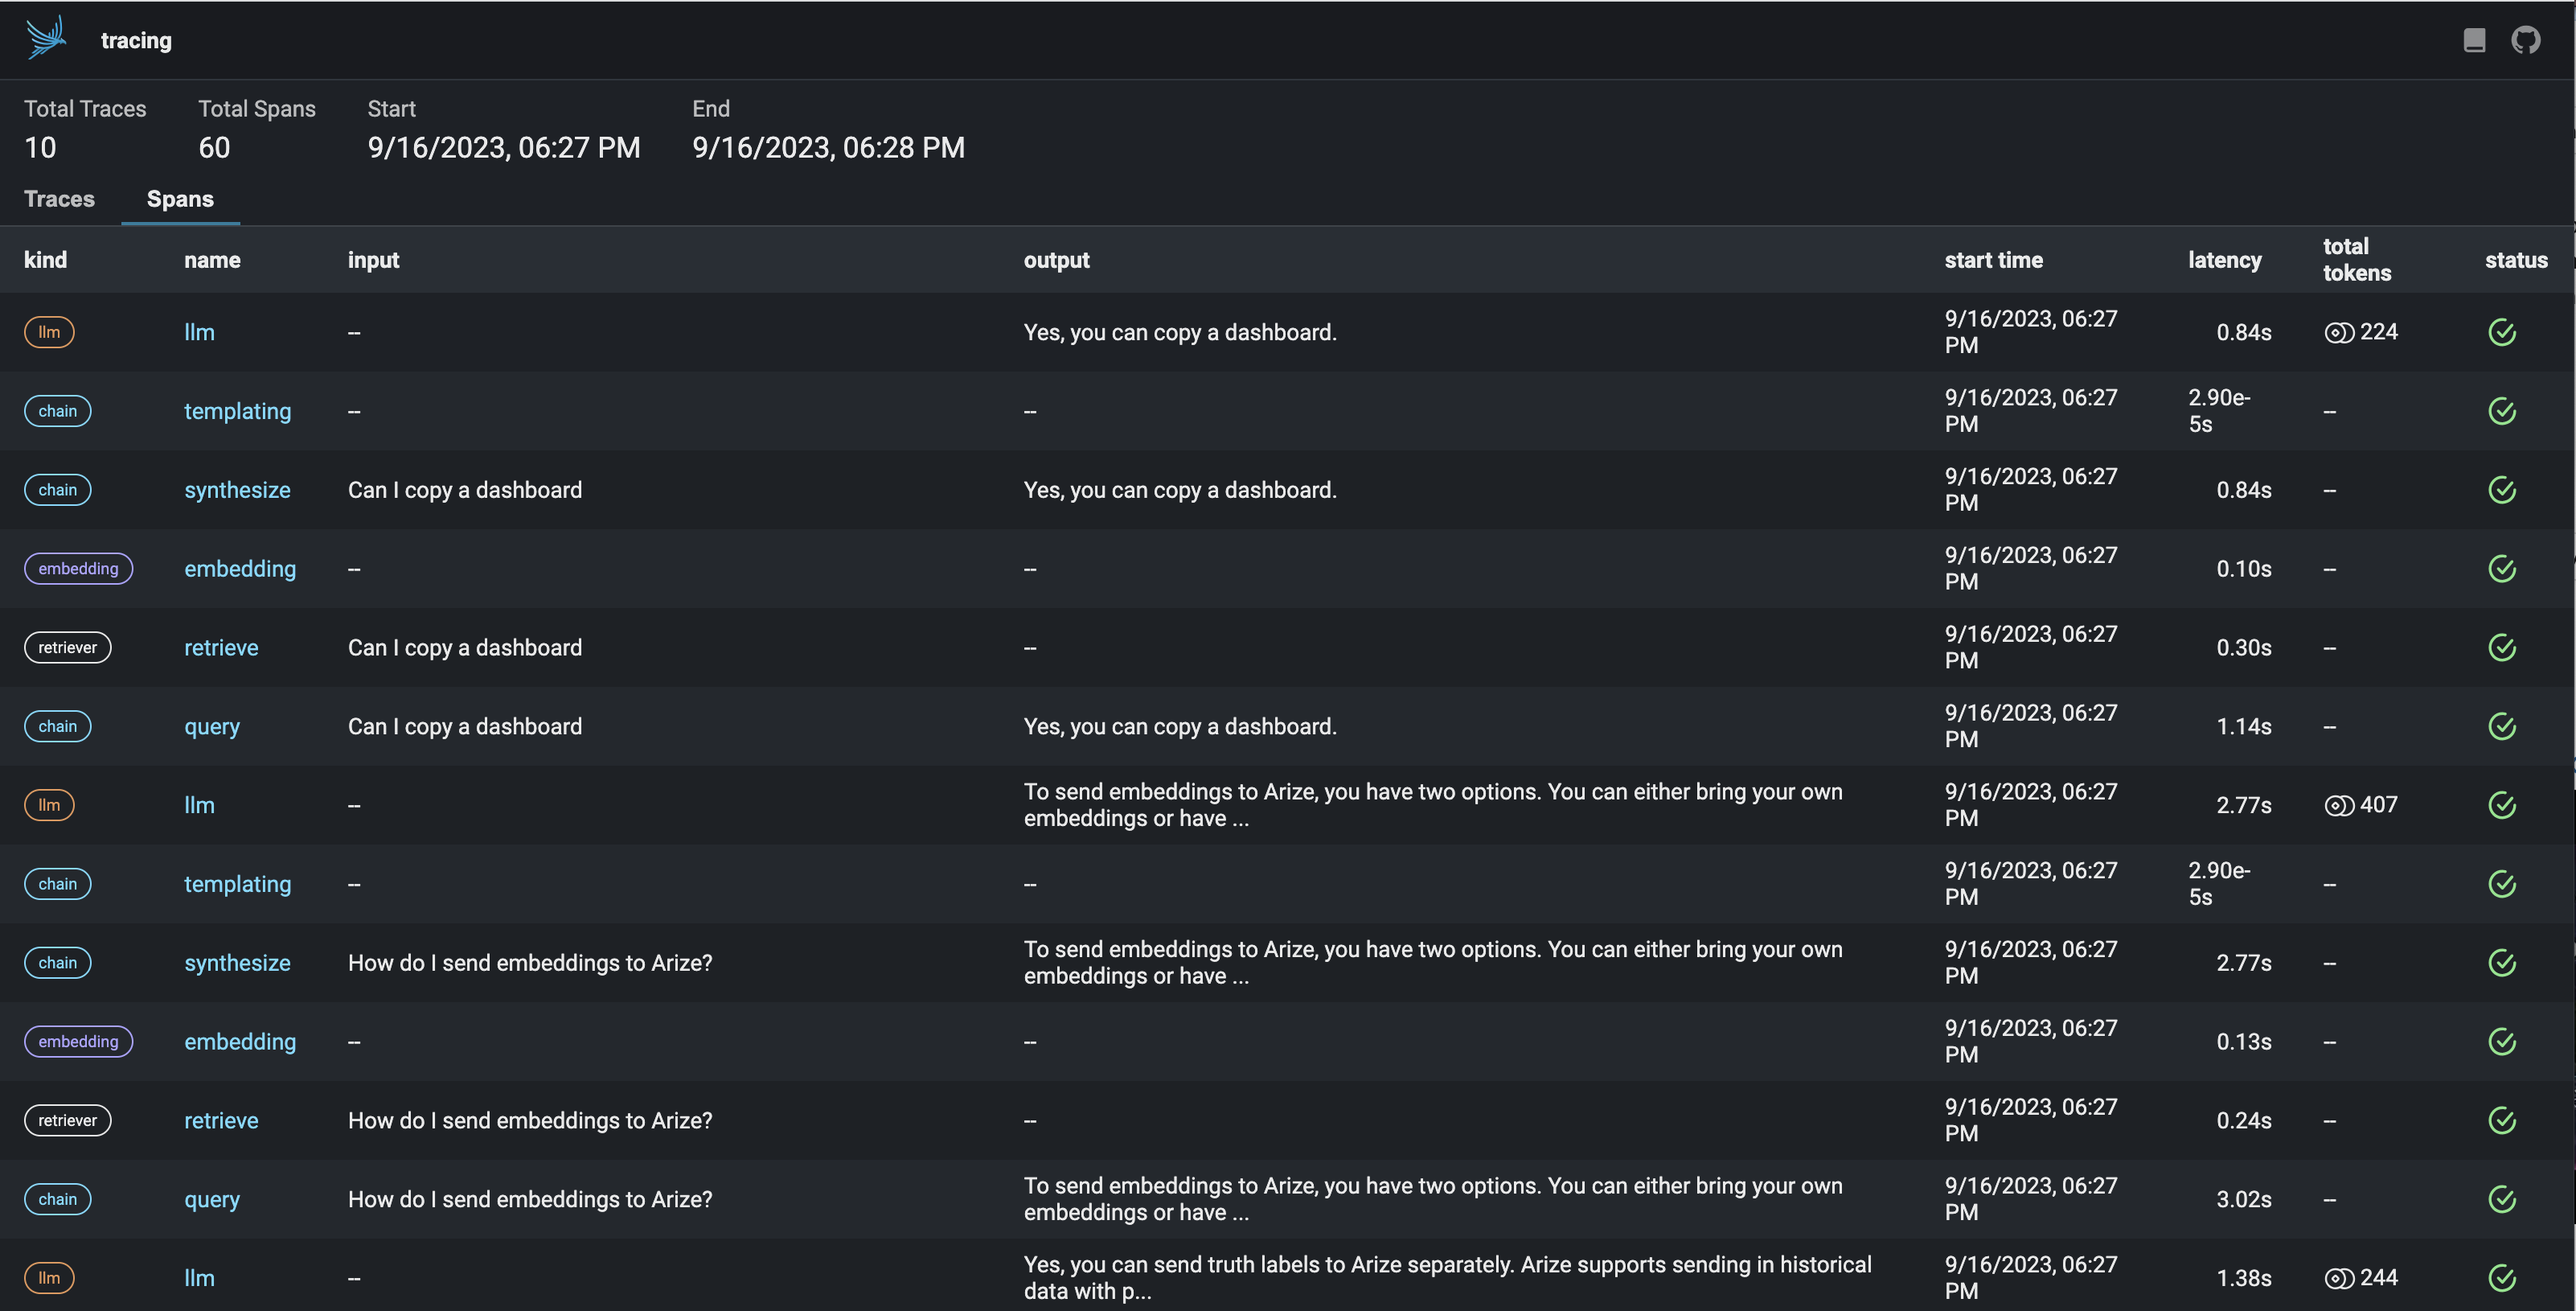 tracing
Total Traces Total Spans Start End
10 60 9/16/2023, 06:27 PM 9/16/2023, 06:28 PM
Traces Spans
kind name input output start time latency total tokens status
llm llm -- Yes, you can copy a dashboard. 9/16/2023, 06:27 PM 0.84s 224
chain templating -- -- 9/16/2023, 06:27 PM 2.90e-5s --
chain synthesize Can I copy a dashboard Yes, you can copy a dashboard. 9/16/2023, 06:27 PM 0.84s --
embedding embedding -- -- 9/16/2023, 06:27 PM 0.10s --
retriever retrieve Can I copy a dashboard -- 9/16/2023, 06:27 PM 0.30s --
chain query Can I copy a dashboard Yes, you can copy a dashboard. 9/16/2023, 06:27 PM 1.14s --
llm llm -- To send embeddings to Arize, you have two options. You can either bring your own embeddings or have ... 9/16/2023, 06:27 PM 2.77s 407
chain templating -- -- 9/16/2023, 06:27 PM 2.90e-5s --
chain synthesize How do I send embeddings to Arize? To send embeddings to Arize, you have two options. You can either bring your own embeddings or have ... 9/16/2023, 06:27 PM 2.77s --
embedding embedding -- -- 9/16/2023, 06:27 PM 0.13s --
retriever retrieve How do I send embeddings to Arize? -- 9/16/2023, 06:27 PM 0.24s --
chain query How do I send embeddings to Arize? To send embeddings to Arize, you have two options. You can either bring your own embeddings or have ... 9/16/2023, 06:27 PM 3.02s --
llm llm -- Yes, you can send truth labels to Arize separately. Arize supports sending in historical data with p... 9/16/2023, 06:27 PM 1.38s 244